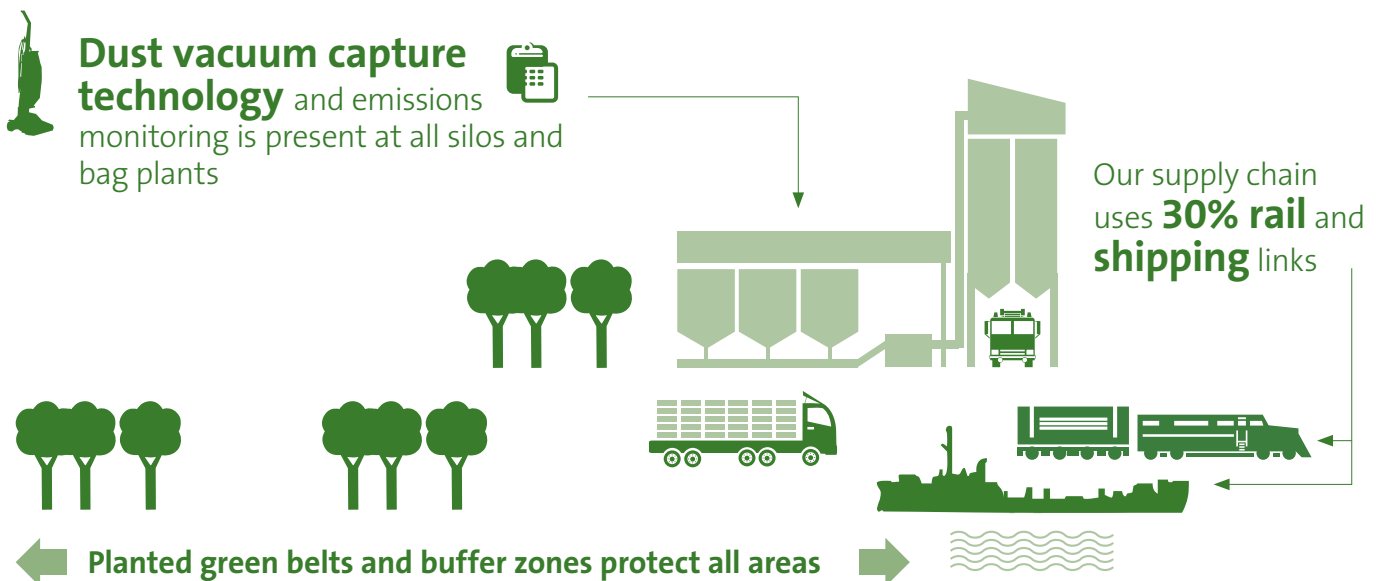 Dust vacuum capture
technology and emissions
monitoring is present at all silos and
bag plants
Our supply chain
uses 30% rail and
shipping links
Planted green belts and buffer zones protect all areas